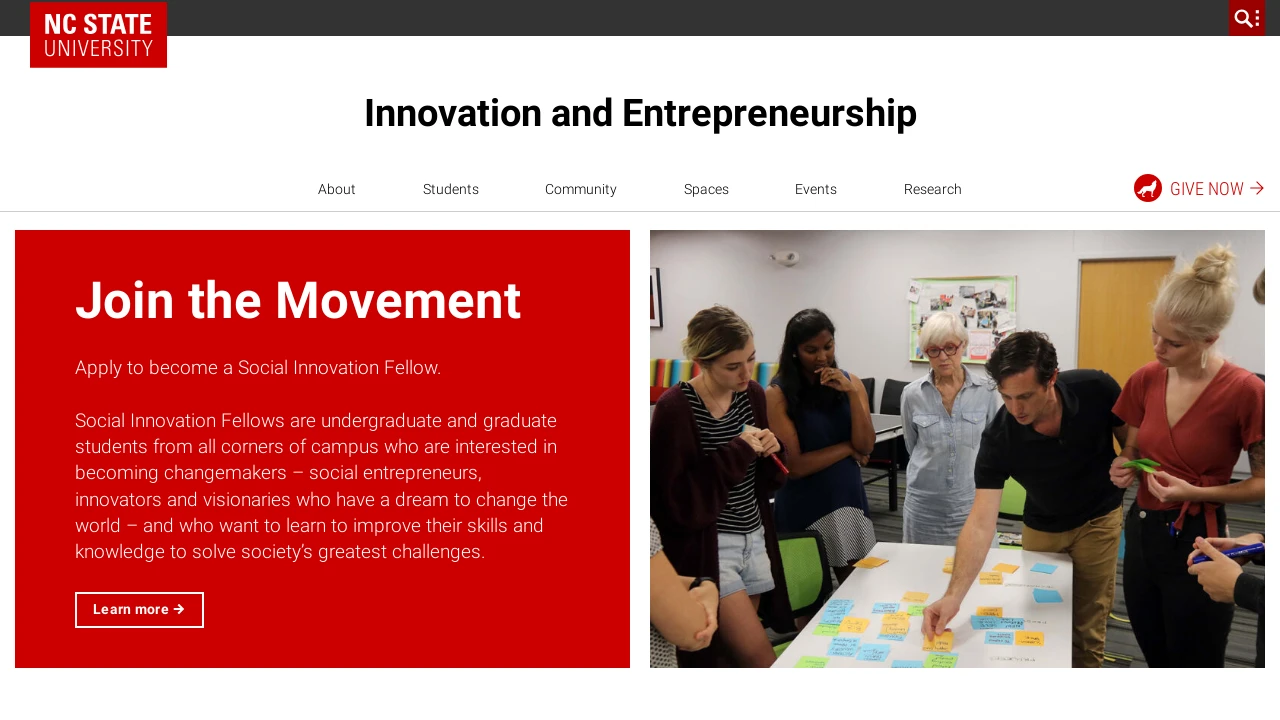 NC STATE
UNIVERSITY
Innovation and Entrepreneurship
About
Students
Community
Spaces
Events
Research
GIVE NOW →
Join the Movement
Apply to become a Social Innovation Fellow.
Social Innovation Fellows are undergraduate and graduate
students from all corners of campus who are interested in
becoming changemakers – social entrepreneurs,
innovators and visionaries who have a dream to change the
world – and who want to learn to improve their skills and
knowledge to solve society’s greatest challenges.
Learn more →